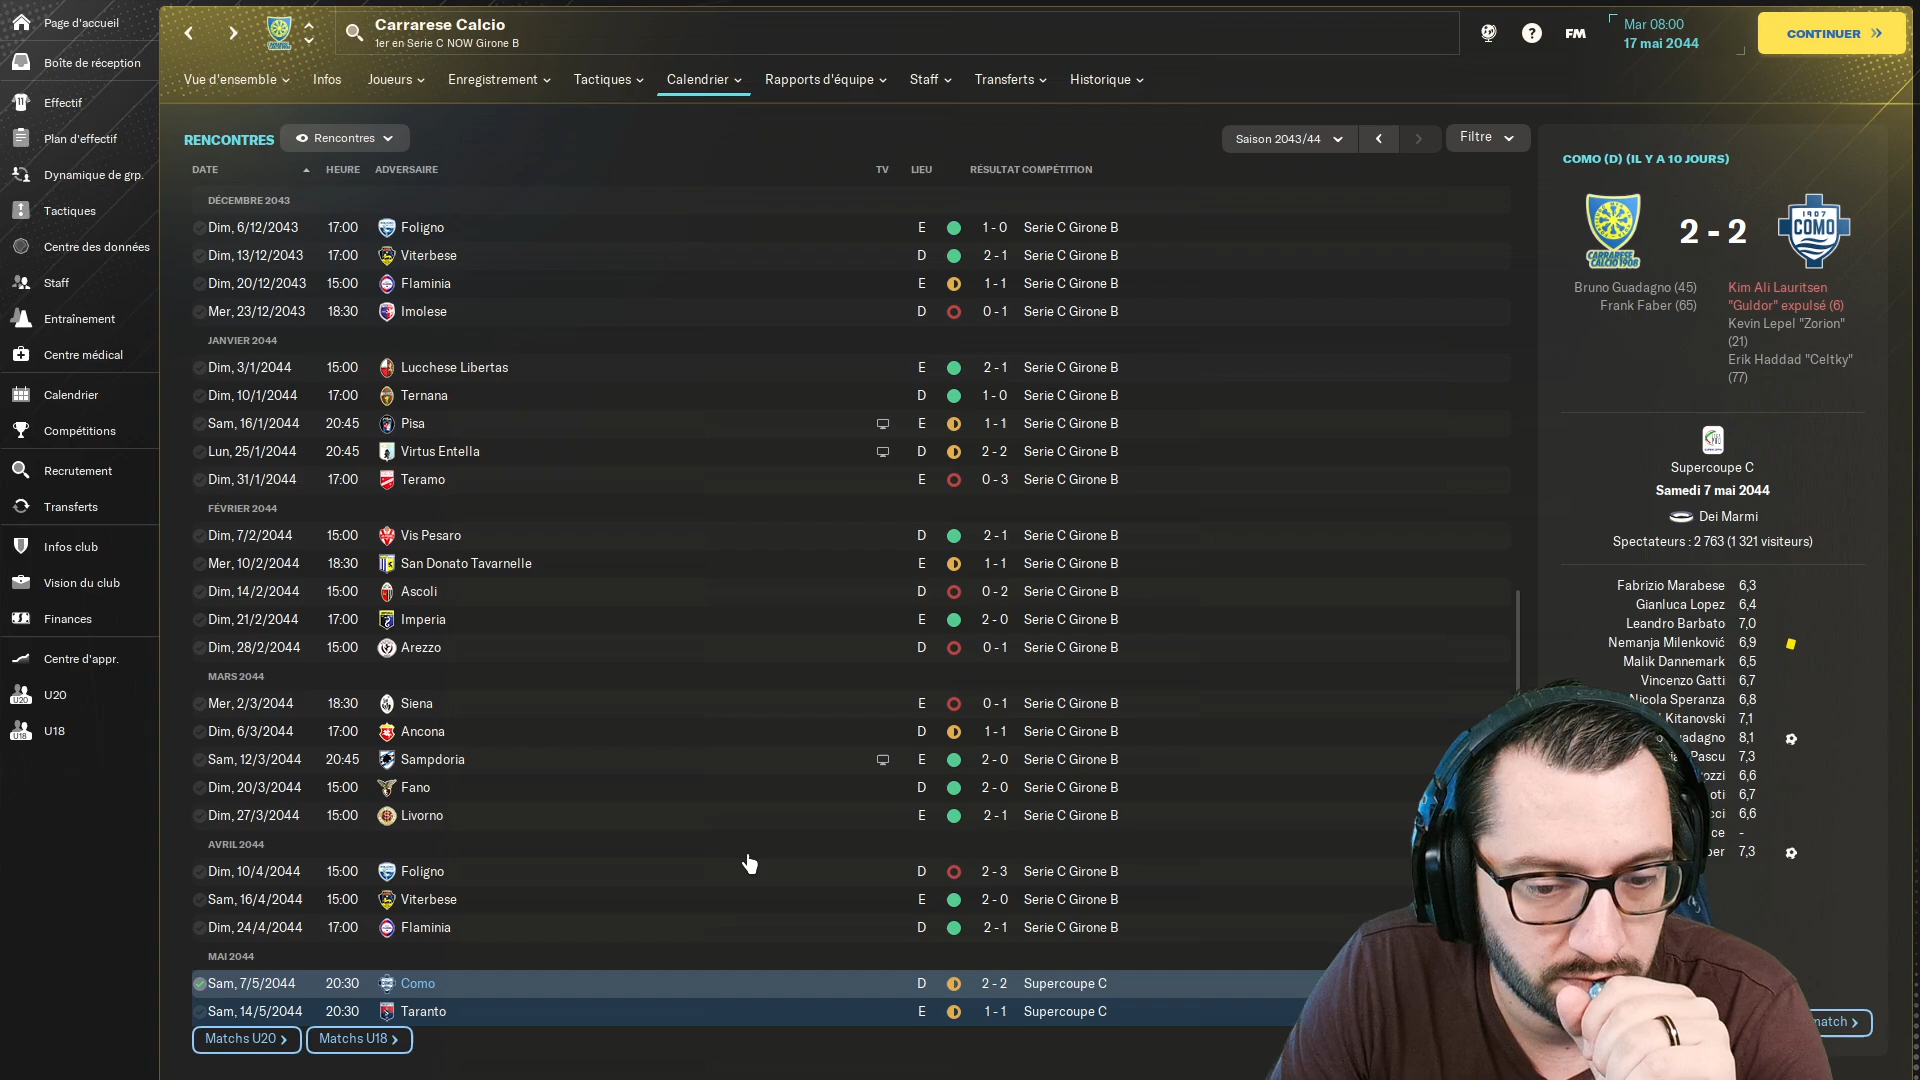 Page d'accueil
Boîte de réception
Effectif
Plan d'effectif
Dynamique de grp.
Tactiques
Centre des données
Staff
Entraînement
Centre médical
Calendrier
Compétitions
Recrutement
Transferts
Infos club
Vision du club
Finances
Centre d'appr.
U20
U18
Carrarese Calcio
1er en Serie C NOW Girone B
FM
Mar 08:00
17 mai 2044
CONTINUER
Vue d'ensemble Infos Joueurs Enregistrement Tactiques Calendrier Rapports d'équipe Staff Transferts Historique
RENCONTRES Rencontres Saison 2043/44 Filtre
DATE HEURE ADVERSAIRE TV LIEU RÉSULTAT COMPÉTITION
DÉCEMBRE 2043
Dim, 6/12/2043 17:00 Foligno E 1 - 0 Serie C Girone B
Dim, 13/12/2043 17:00 Viterbese D 2 - 1 Serie C Girone B
Dim, 20/12/2043 15:00 Flaminia E 1 - 1 Serie C Girone B
Mer, 23/12/2043 18:30 Imolese D 0 - 1 Serie C Girone B
JANVIER 2044
Dim, 3/1/2044 15:00 Lucchese Libertas E 2 - 1 Serie C Girone B
Dim, 10/1/2044 17:00 Ternana D 1 - 0 Serie C Girone B
Sam, 16/1/2044 20:45 Pisa E 1 - 1 Serie C Girone B
Lun, 25/1/2044 20:45 Virtus Entella D 2 - 2 Serie C Girone B
Dim, 31/1/2044 17:00 Teramo E 0 - 3 Serie C Girone B
FÉVRIER 2044
Dim, 7/2/2044 15:00 Vis Pesaro D 2 - 1 Serie C Girone B
Mer, 10/2/2044 18:30 San Donato Tavarnelle E 1 - 1 Serie C Girone B
Dim, 14/2/2044 15:00 Ascoli D 0 - 2 Serie C Girone B
Dim, 21/2/2044 17:00 Imperia E 2 - 0 Serie C Girone B
Dim, 28/2/2044 15:00 Arezzo D 0 - 1 Serie C Girone B
MARS 2044
Mer, 2/3/2044 18:30 Siena E 0 - 1 Serie C Girone B
Dim, 6/3/2044 17:00 Ancona D 1 - 1 Serie C Girone B
Sam, 12/3/2044 20:45 Sampdoria E 2 - 0 Serie C Girone B
Dim, 20/3/2044 15:00 Fano D 2 - 0 Serie C Girone B
Dim, 27/3/2044 15:00 Livorno E 2 - 1 Serie C Girone B
AVRIL 2044
Dim, 10/4/2044 15:00 Foligno D 2 - 3 Serie C Girone B
Sam, 16/4/2044 15:00 Viterbese E 2 - 0 Serie C Girone B
Dim, 24/4/2044 17:00 Flaminia D 2 - 1 Serie C Girone B
MAI 2044
Sam, 7/5/2044 20:30 Como D 2 - 2 Supercoupe C
Sam, 14/5/2044 20:30 Taranto E 1 - 1 Supercoupe C
Matchs U20 Matchs U18
COMO (D) (IL Y A 10 JOURS)
CARRARESE CALCIO 1908
2 - 2
1907
COMO
Bruno Guadagno (45)
Frank Faber (65)
Kim Ali Lauritsen
"Guldor" expulsé (6)
Kevin Lepel "Zorion"
(21)
Erik Haddad "Celtky"
(77)
Supercoupe C
Samedi 7 mai 2044
Dei Marmi
Spectateurs : 2 763 (1 321 visiteurs)
Fabrizio Marabese 6,3
Gianluca Lopez 6,4
Leandro Barbato 7,0
Nemanja Milenković 6,9
Malik Dannemark 6,5
Vincenzo Gatti 6,7
Nicola Speranza 6,8
Kitanovski 7,1
Guadagno 8,1
Pascu 7,3
6,6
6,7
6,6
-
7,3
match